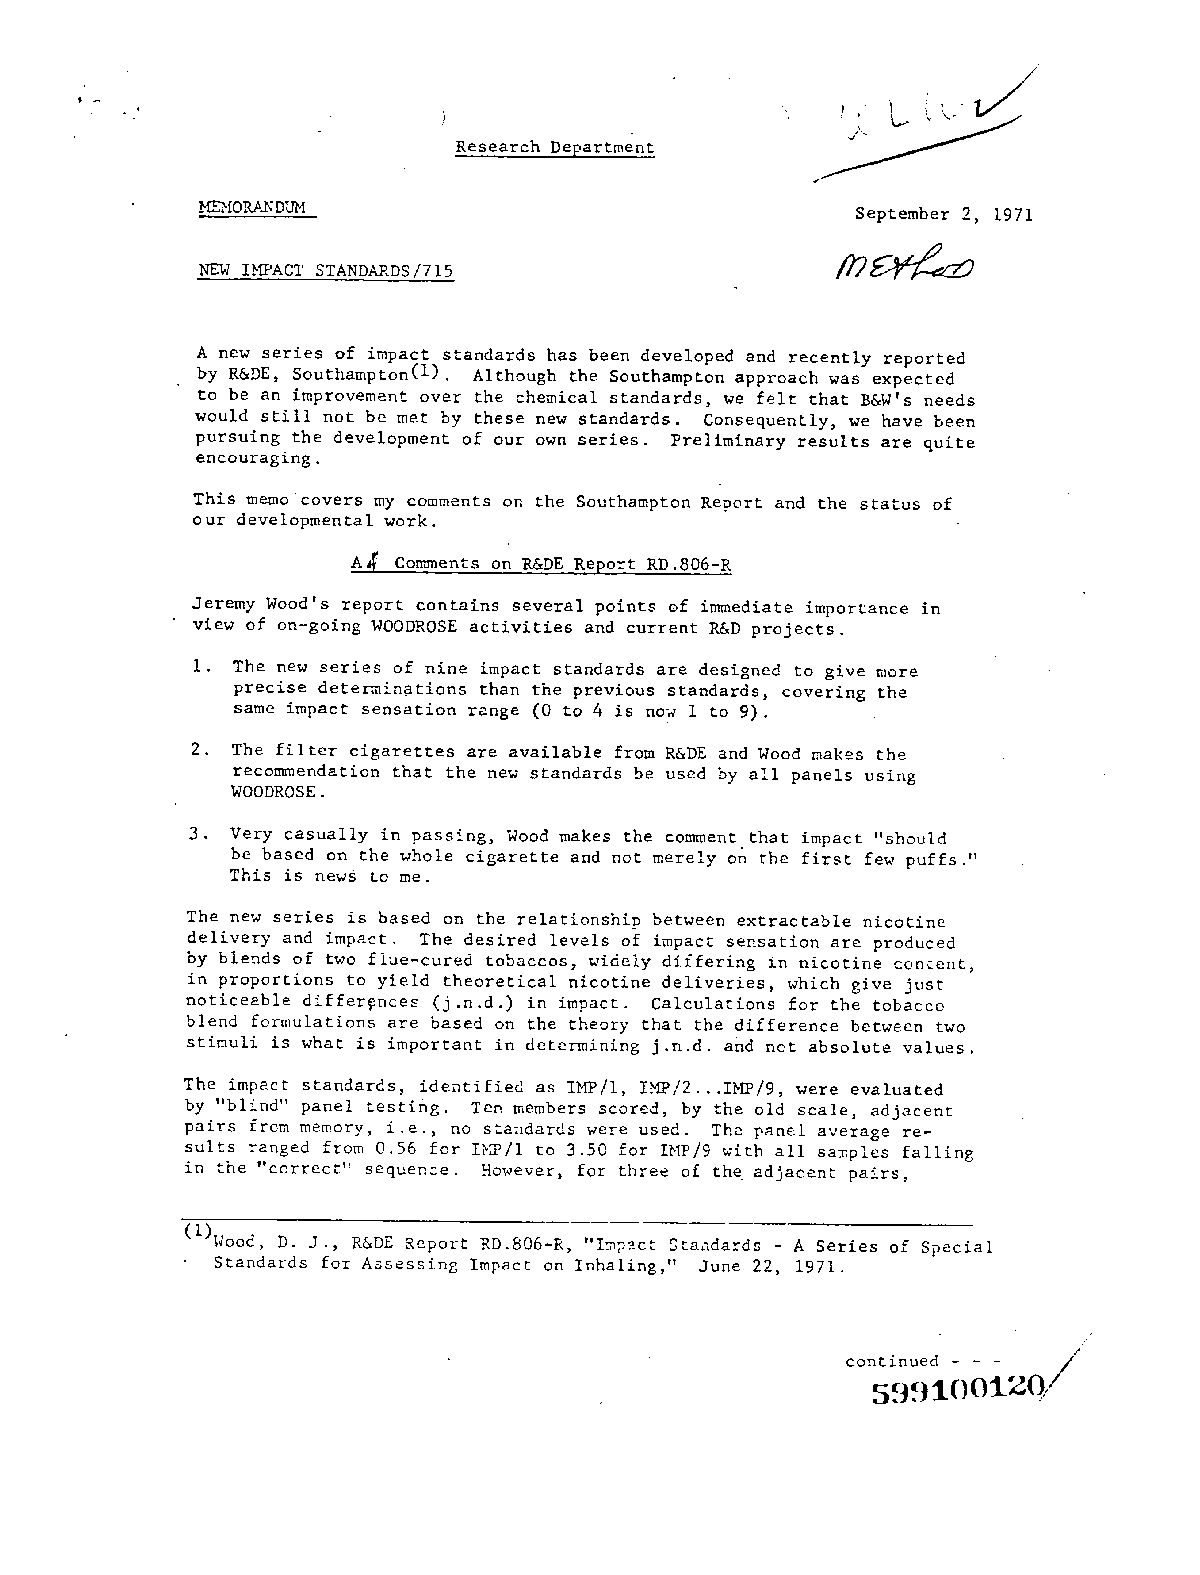 Research Department
MEMORANDUM
September 2, 1971
NEW IMPACT STANDARDS/715
Method
A new series of impact standards has been developed and recently reported
by R&DE, Southampton(1). Although the Southampton approach was expected
to be an improvement over the chemical standards, we felt that B&W's needs
would still not be met by these new standards. Consequently, we have been
pursuing the development of our own series. Preliminary results are quite
encouraging.
This memo covers my comments on the Southampton Report and the status of
our developmental work.
A. Comments on R&DE Report RD.806-R
Jeremy Wood's report contains several points of immediate importance in
view of on-going WOODROSE activities and current R&D projects.
1. The new series of nine impact standards are designed to give more
precise determinations than the previous standards, covering the
same impact sensation range (0 to 4 is now 1 to 9).
2. The filter cigarettes are available from R&DE and Wood makes the
recommendation that the new standards be used by all panels using
WOODROSE.
3. Very casually in passing, Wood makes the comment that impact "should
be based on the whole cigarette and not merely on the first few puffs."
This is news to me.
The new series is based on the relationship between extractable nicotine
delivery and impact. The desired levels of impact sensation are produced
by blends of two flue-cured tobaccos, widely differing in nicotine content,
in proportions to yield theoretical nicotine deliveries, which give just
noticeable differences (j.n.d.) in impact. Calculations for the tobacco
blend formulations are based on the theory that the difference between two
stimuli is what is important in determining j.n.d. and not absolute values.
The impact standards, identified as IMP/1, IMP/2...IMP/9, were evaluated
by "blind" panel testing. Ten members scored, by the old scale, adjacent
pairs from memory, i.e., no standards were used. The panel average re-
sults ranged from 0.56 for IMP/1 to 3.50 for IMP/9 with all samples falling
in the "correct" sequence. However, for three of the adjacent pairs,
(1)Wood, D. J., R&DE Report RD.806-R, "Impact Standards - A Series of Special
Standards for Assessing Impact on Inhaling," June 22, 1971.
continued - - -
599100120